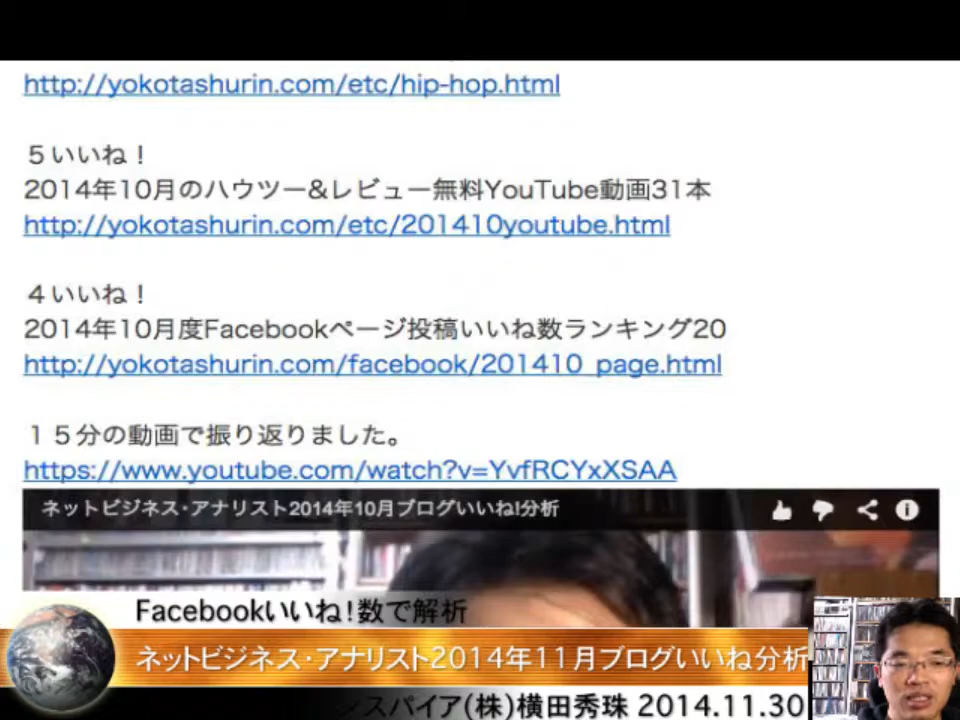 http://yokotashurin.com/etc/hip-hop.html
5いいね！
2014年10月のハウツー&レビュー無料YouTube動画31本
http://yokotashurin.com/etc/201410youtube.html
4いいね！
2014年10月度Facebookページ投稿いいね数ランキング20
http://yokotashurin.com/facebook/201410_page.html
１５分の動画で振り返りました。
https://www.youtube.com/watch?v=YvfRCYxXSAA
ネットビジネス・アナリスト2014年10月ブログいいね!分析
Facebookいいね！数で解析
ネットビジネス・アナリスト2014年11月ブログいいね分析
スパイア(株)横田秀珠 2014.11.30